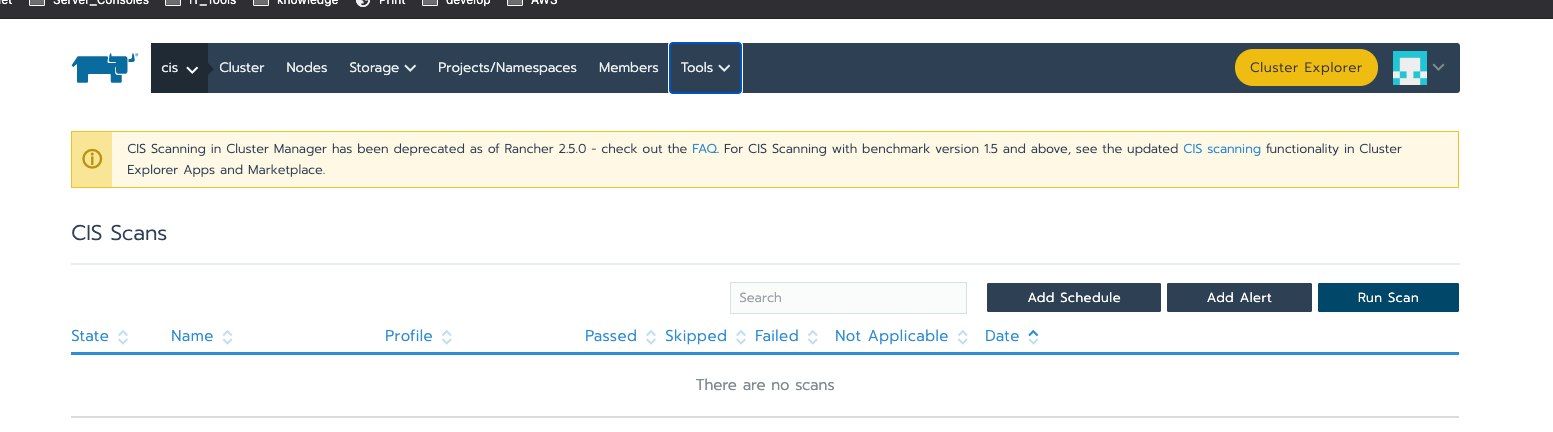 Server_Consoles IT_Tools knowledge Print develop AWS
cis Cluster Nodes Storage Projects/Namespaces Members Tools Cluster Explorer
CIS Scanning in Cluster Manager has been deprecated as of Rancher 2.5.0 - check out the FAQ. For CIS Scanning with benchmark version 1.5 and above, see the updated CIS scanning functionality in Cluster
Explorer Apps and Marketplace.
CIS Scans
Search Add Schedule Add Alert Run Scan
State Name Profile Passed Skipped Failed Not Applicable Date
There are no scans